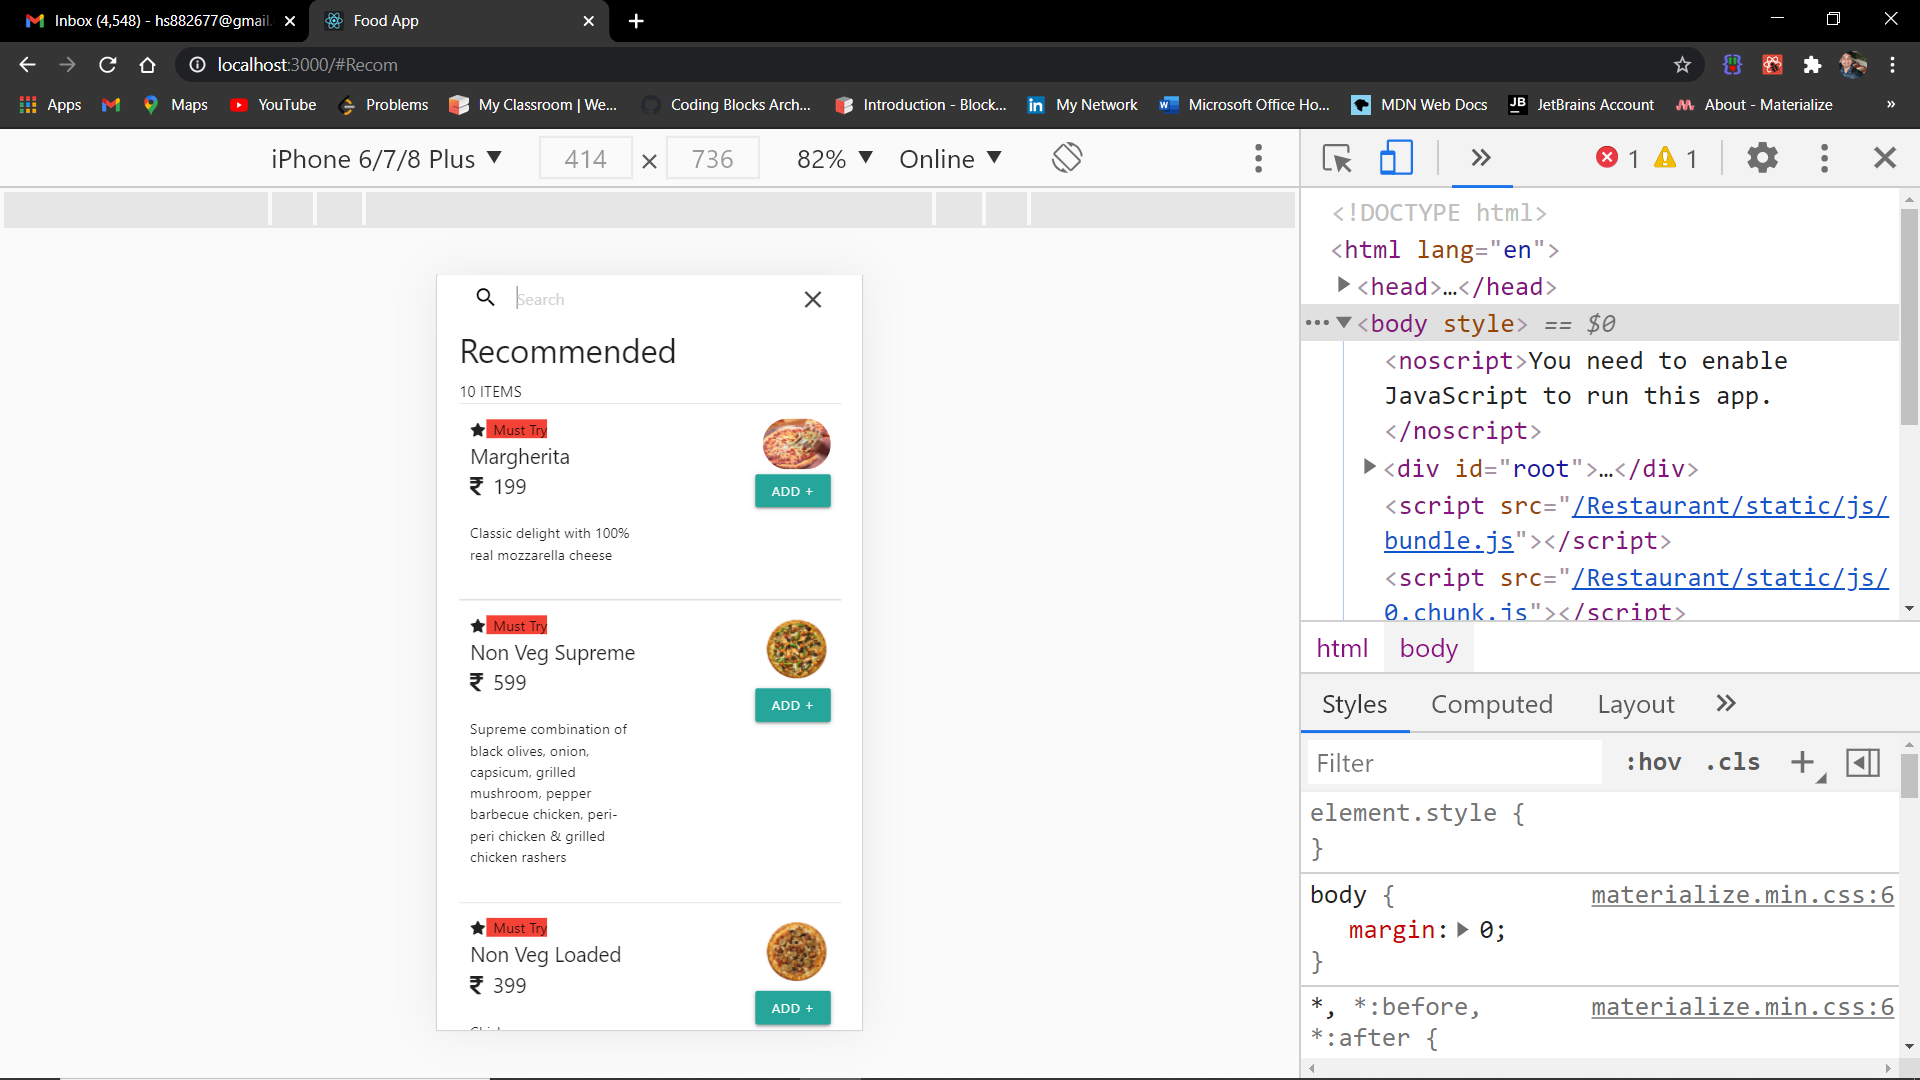 Inbox (4,548) - hs882677@gmail.
Food App
localhost:3000/#Recom
Apps
Maps
YouTube
Problems
My Classroom | We...
Coding Blocks Arch...
Introduction - Block...
My Network
Microsoft Office Ho...
MDN Web Docs
JetBrains Account
About - Materialize
»
iPhone 6/7/8 Plus
414 × 736
82%
Online
1
1
Search
Recommended
10 ITEMS
Must Try
Margherita
₹ 199
ADD +
Classic delight with 100%
real mozzarella cheese
Must Try
Non Veg Supreme
₹ 599
ADD +
Supreme combination of
black olives, onion,
capsicum, grilled
mushroom, pepper
barbecue chicken, peri-
peri chicken & grilled
chicken rashers
Must Try
Non Veg Loaded
₹ 399
ADD +
<!DOCTYPE html>
<html lang="en">
<head>…</head>
<body style> == $0
<noscript>You need to enable
JavaScript to run this app.
</noscript>
<div id="root">…</div>
<script src="/Restaurant/static/js/
bundle.js"></script>
<script src="/Restaurant/static/js/
0.chunk.js"></script>
html body
Styles
Computed
Layout
Filter
:hov .cls
element.style {
}
body {
materialize.min.css:6
margin: 0;
}
*, *:before,
materialize.min.css:6
*:after {